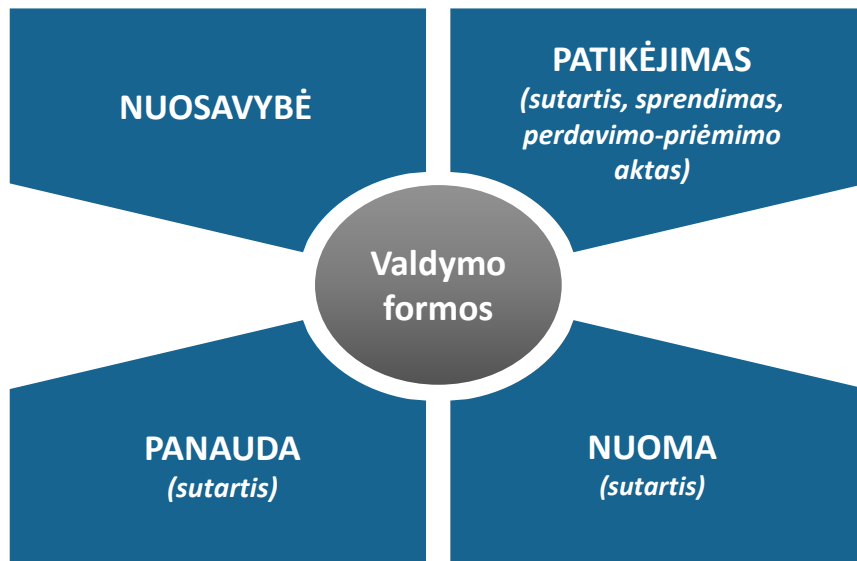 NUOSAVYBĖ
PATIKĖJIMAS
(sutartis, sprendimas,
perdavimo-priėmimo
aktas)
Valdymo
formos
PANAUDA
(sutartis)
NUOMA
(sutartis)